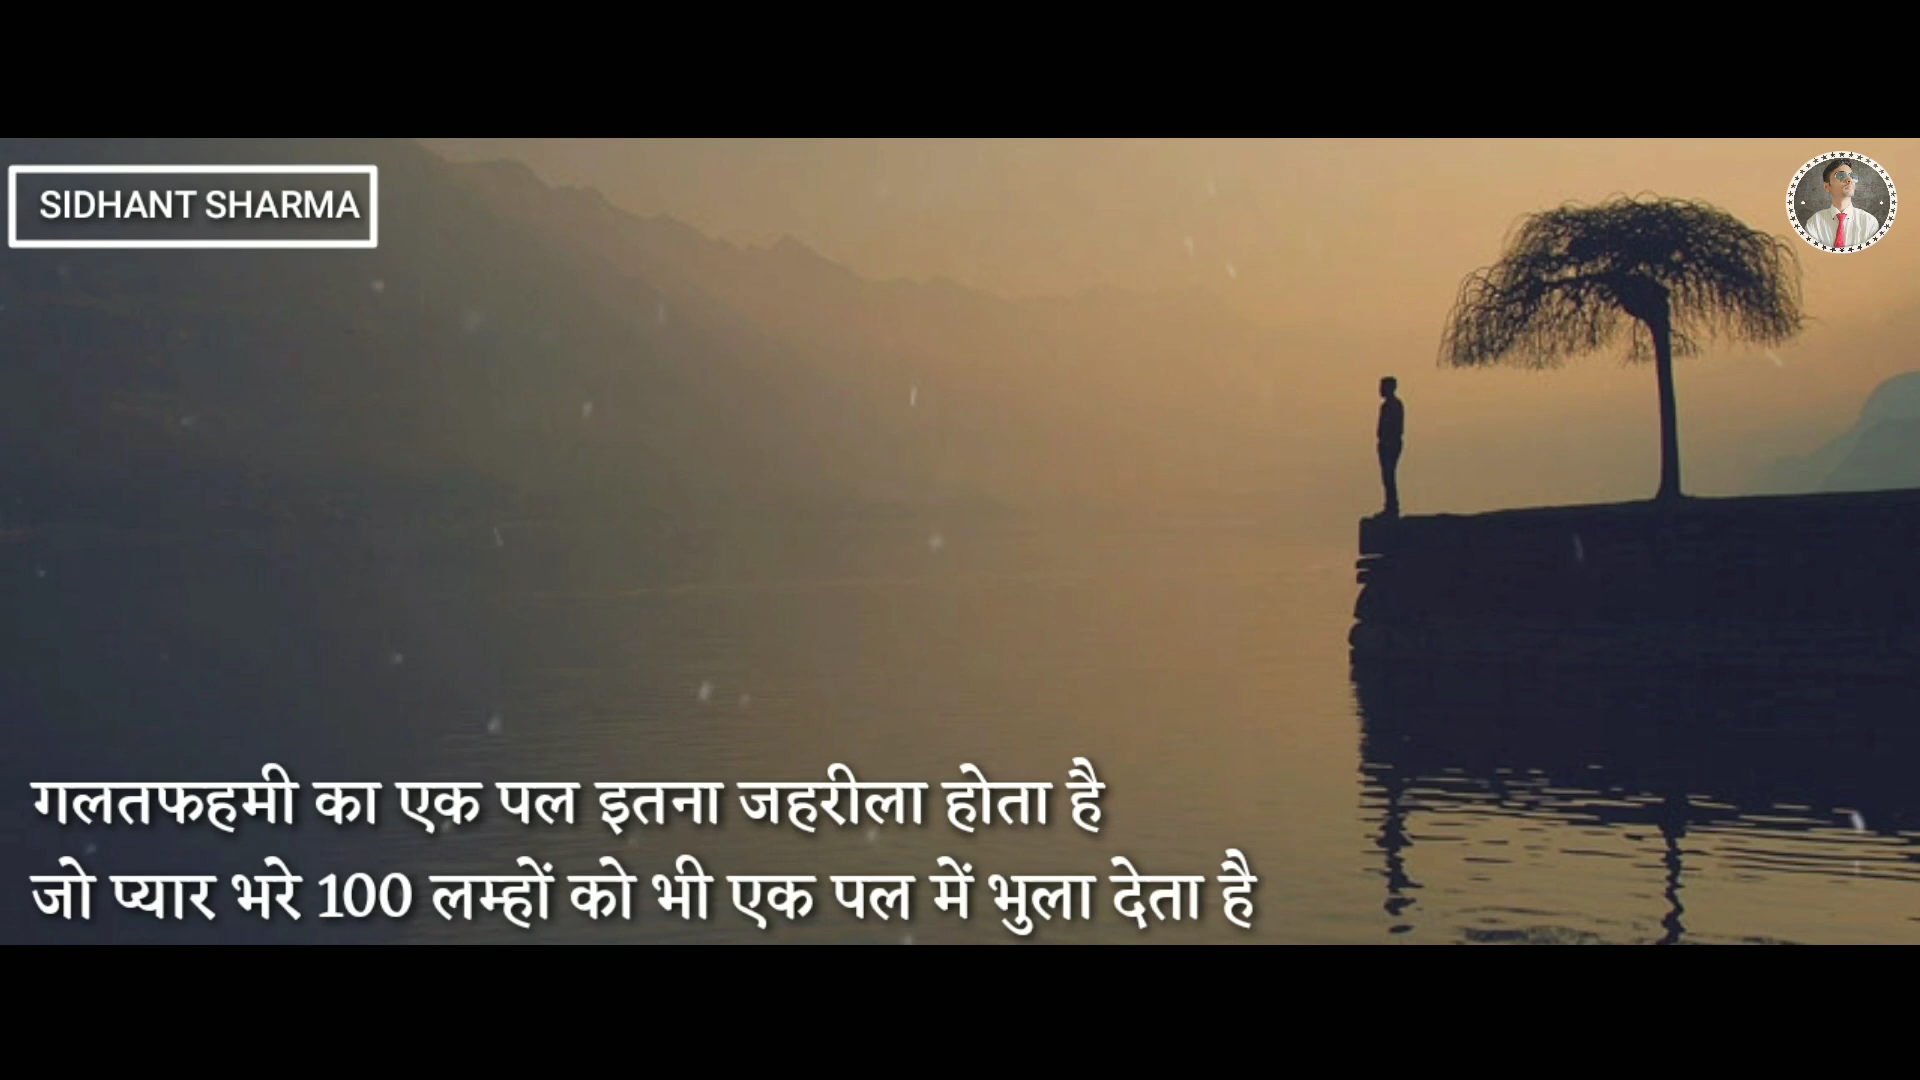 SIDHANT SHARMA
गलतफहमी का एक पल इतना जहरीला होता है
जो प्यार भरे 100 लम्हों को भी एक पल में भुला देता है